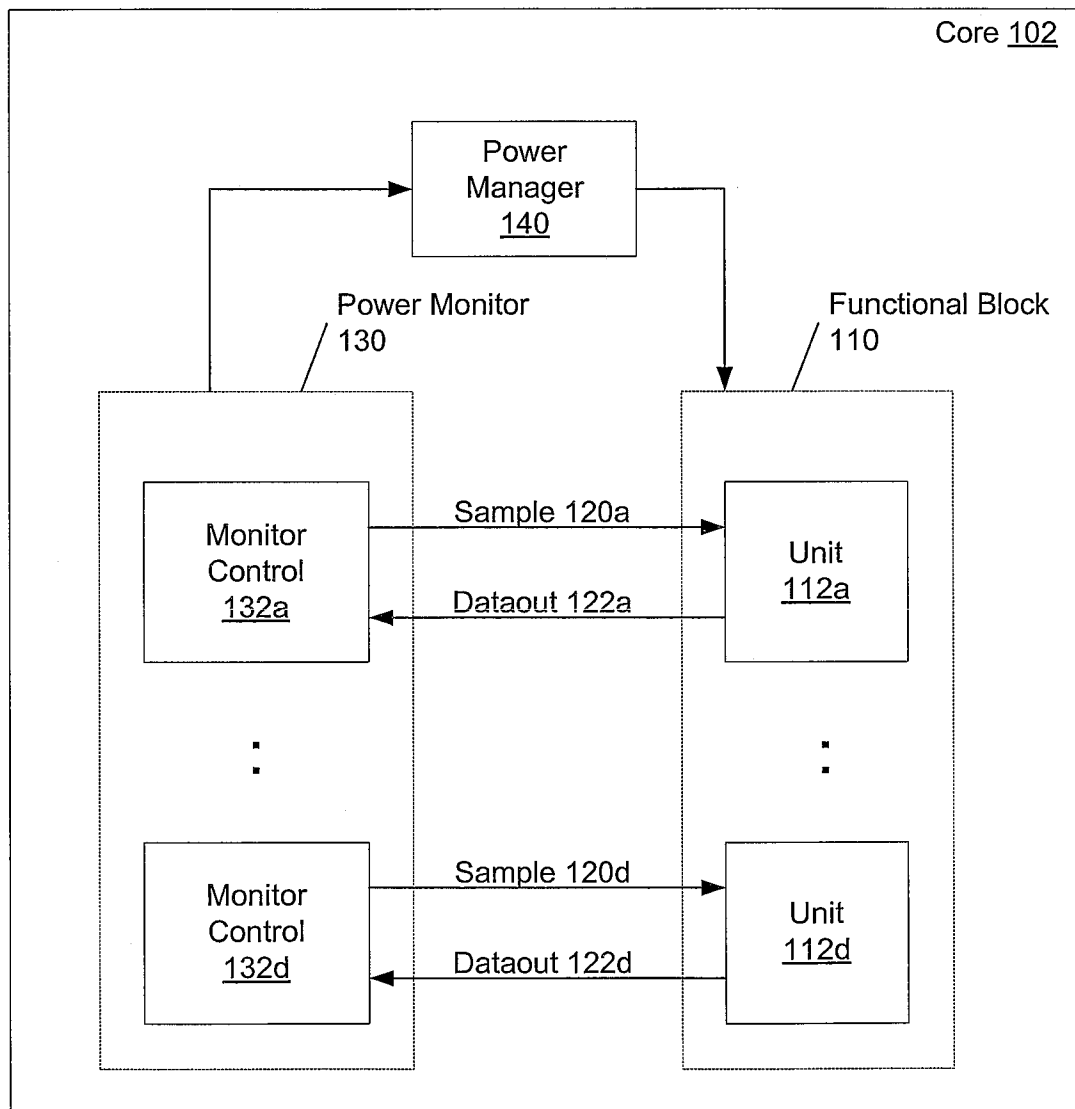 Core 102
Power
Manager
140
Power Monitor
130
Functional Block
110
Monitor
Control
132a
Sample 120a
Dataout 122a
Unit
112a
Monitor
Control
132d
Sample 120d
Dataout 122d
Unit
112d